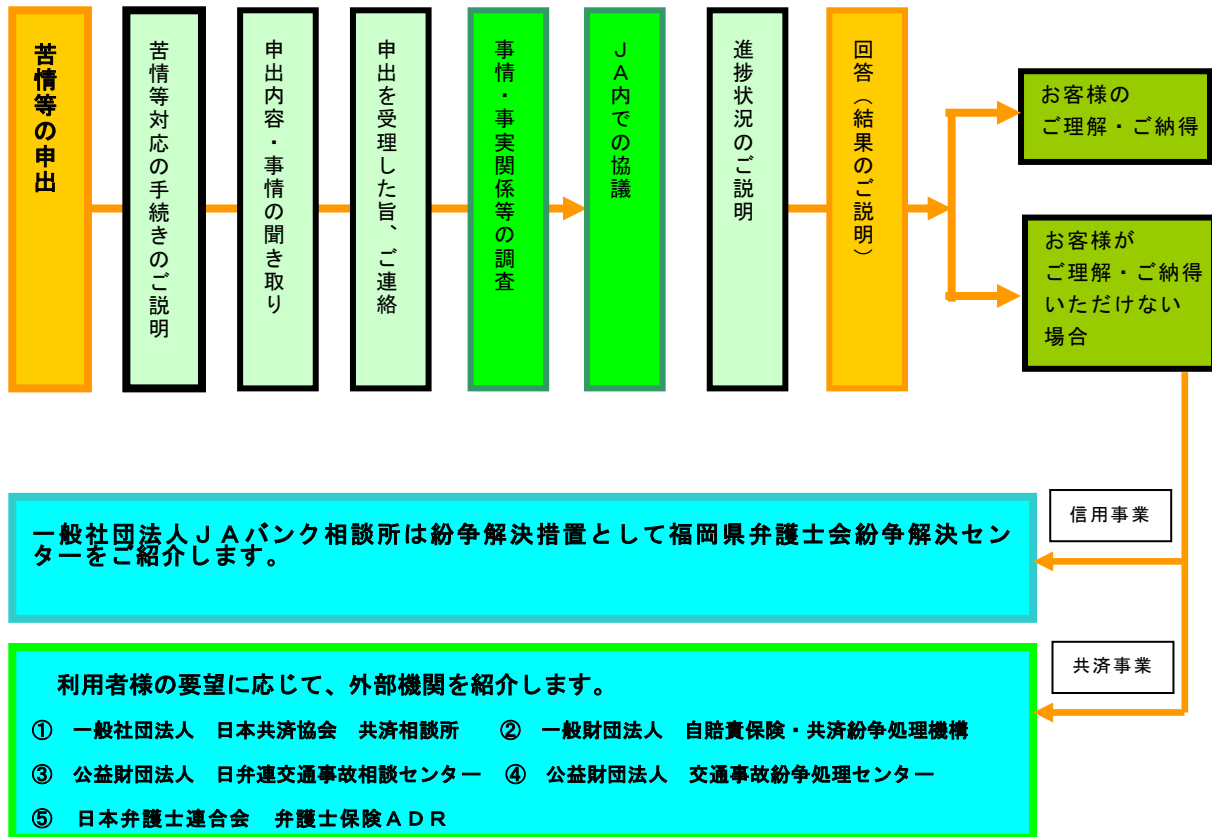 苦情等の申出
苦情等対応の手続きのご説明
申出内容・事情の聞き取り
申出を受理した旨、ご連絡
事情・事実関係等の調査
ＪＡ内での協議
進捗状況のご説明
回答（結果のご説明）
お客様の
ご理解・ご納得
お客様が
ご理解・ご納得
いただけない
場合
信用事業
一般社団法人ＪＡバンク相談所は紛争解決措置として福岡県弁護士会紛争解決セン
ターをご紹介します。
共済事業
利用者様の要望に応じて、外部機関を紹介します。
①　一般社団法人　日本共済協会　共済相談所　　②　一般財団法人　自賠責保険・共済紛争処理機構
③　公益財団法人　日弁連交通事故相談センター　④　公益財団法人　交通事故紛争処理センター
⑤　日本弁護士連合会　弁護士保険ＡＤＲ